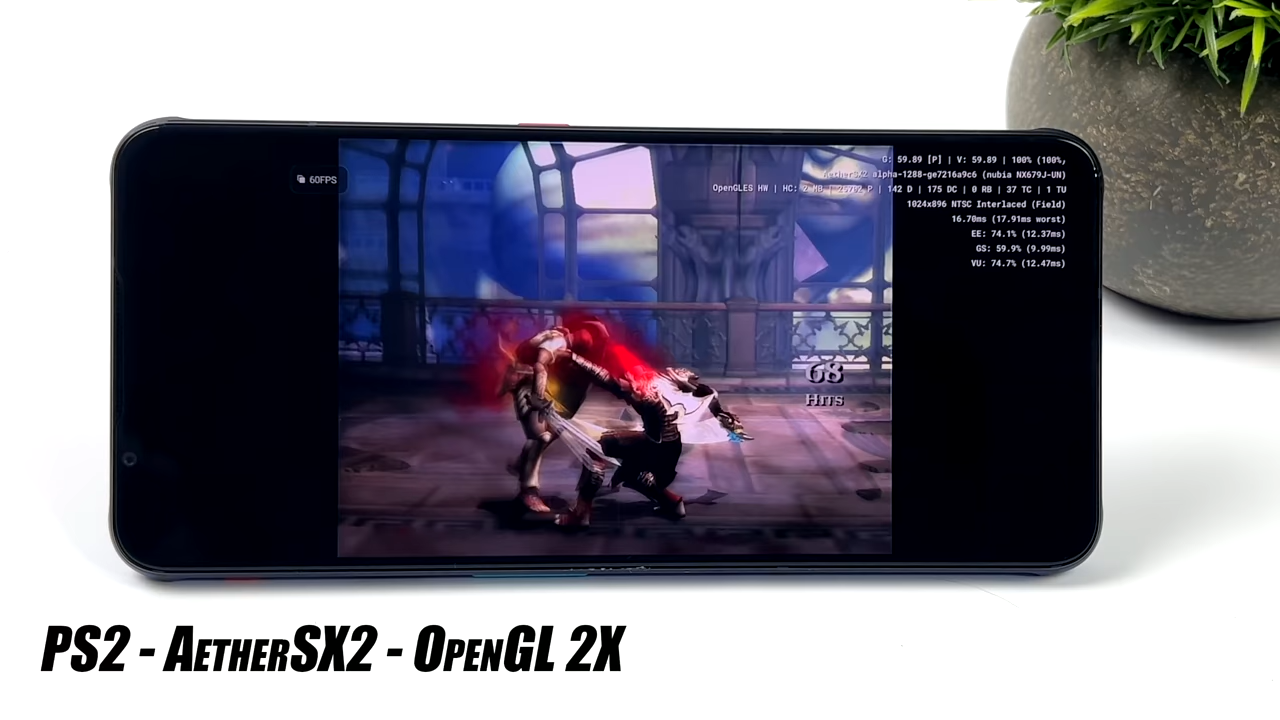 60FPS
G: 59.89 [P] | V: 59.89 | 100% (100%,
AetherSX2 alpha-1288-ge7216a9c6 (nubia NX679J-UN)
OpenGLES HW | HC: 2 MB | P | 142 D | 175 DC | 0 RB | 37 TC | 1 TU
1024x896 NTSC Interlaced (Field)
16.70ms (17.91ms worst)
EE: 74.1% (12.37ms)
GS: 59.9% (9.99ms)
VU: 74.7% (12.47ms)
68
HITS
PS2 - AETHERSX2 - OPENGL 2X